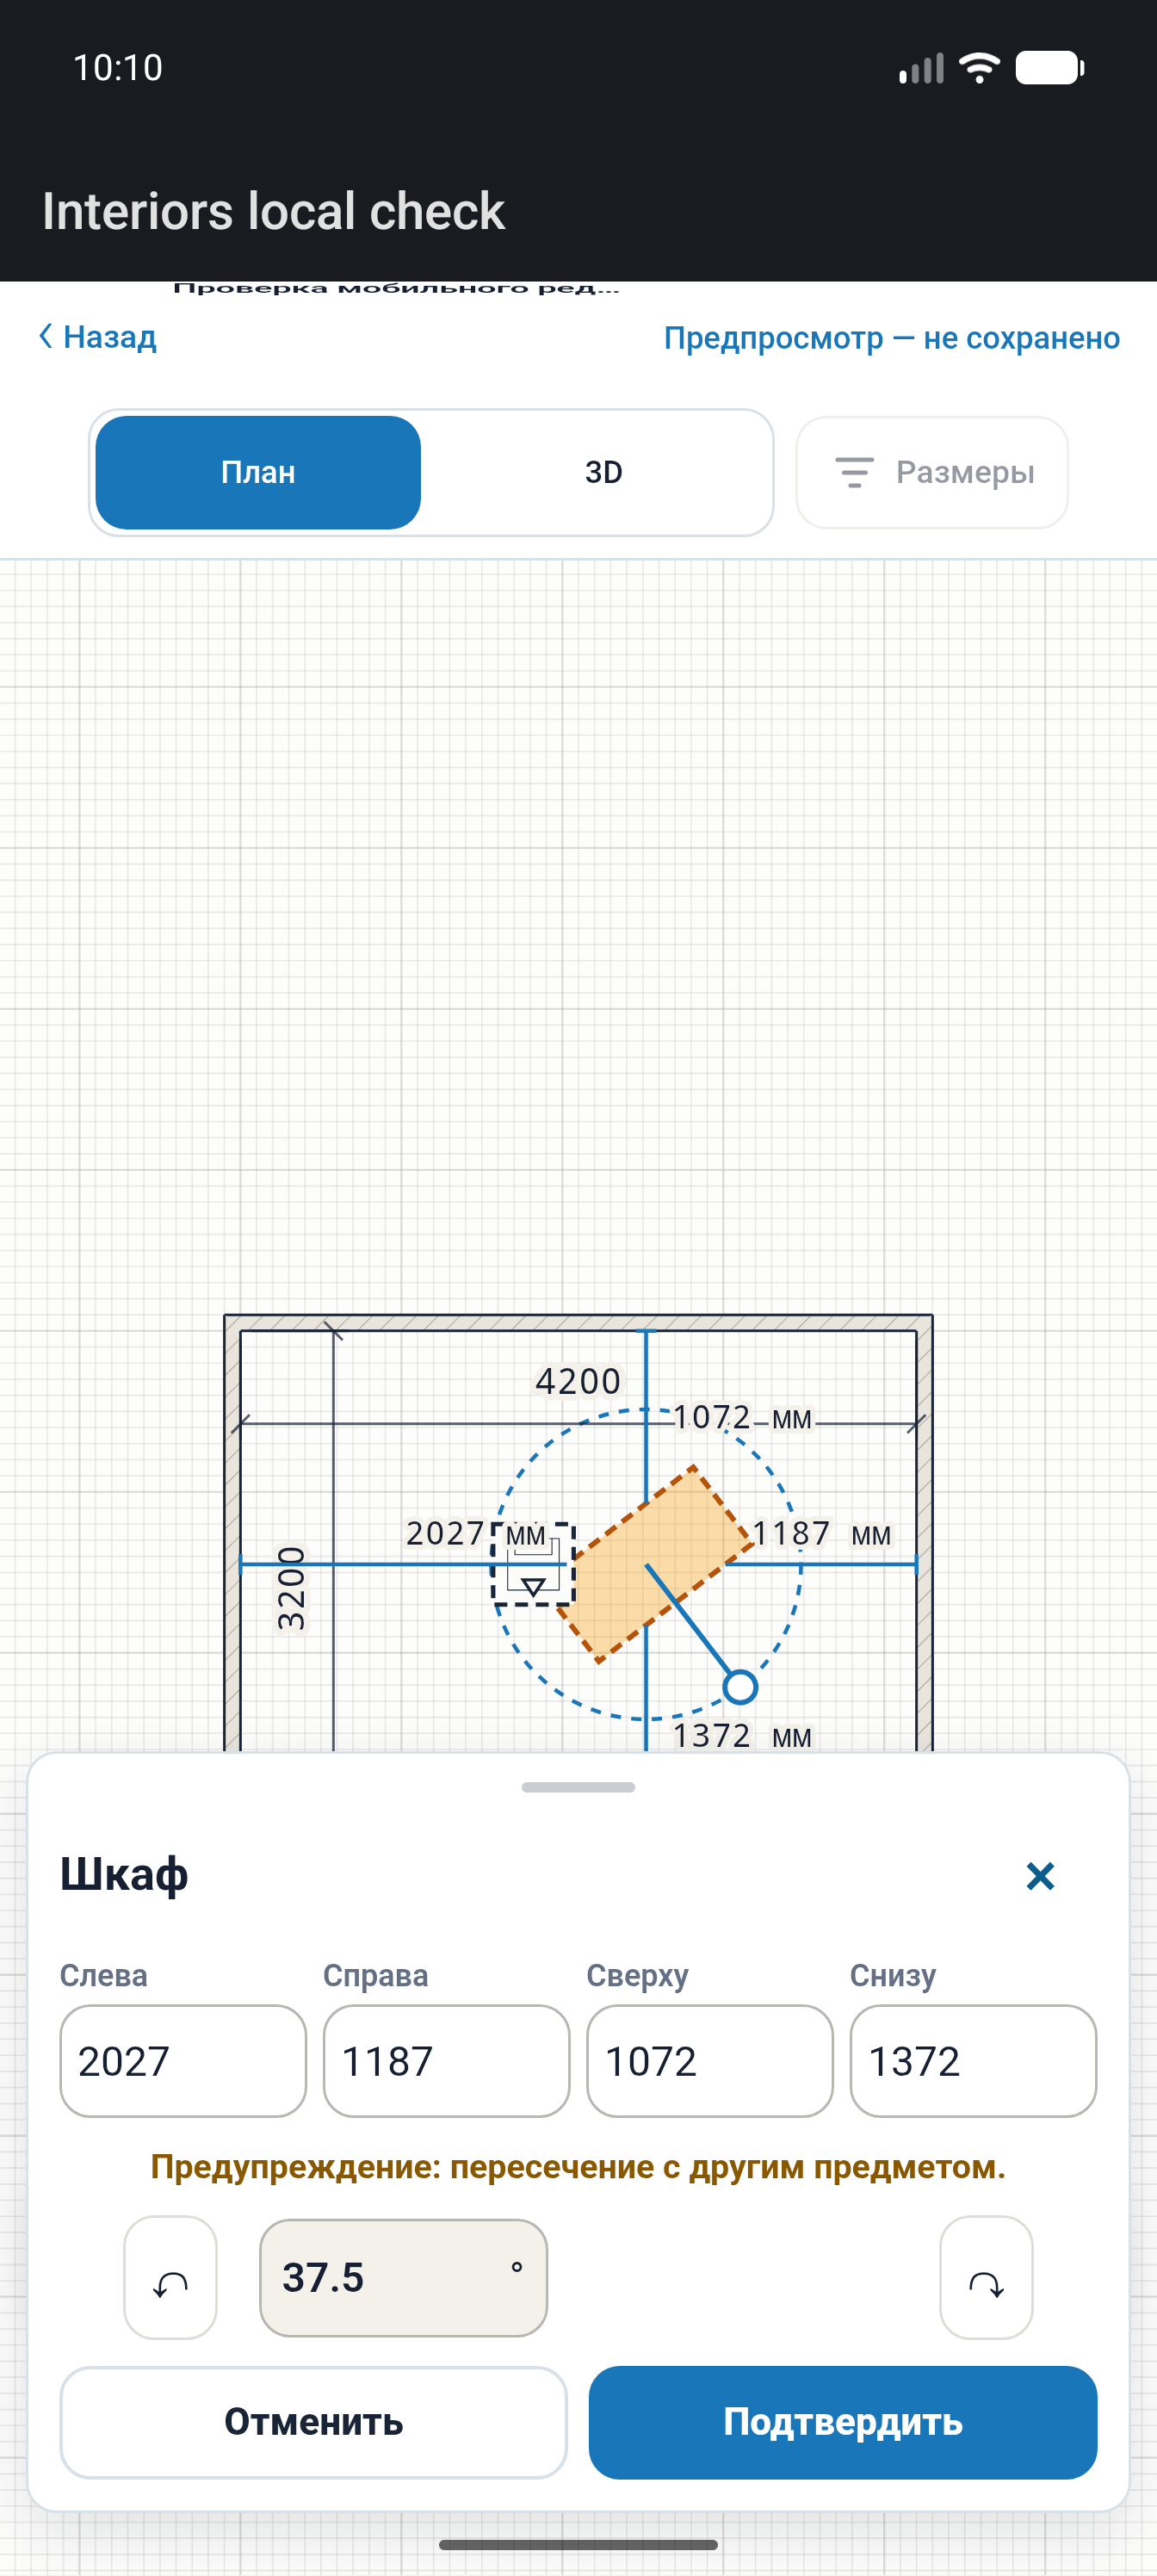 10:10
Interiors local check
Проверка мобильного ред...
Назад
Предпросмотр — не сохранено
План
3D
Размеры
4200
1072 мм
2027 мм
1187 мм
3200
1372 мм
Шкаф
Слева
Справа
Сверху
Снизу
2027
1187
1072
1372
Предупреждение: пересечение с другим предметом.
37.5 °
Отменить
Подтвердить